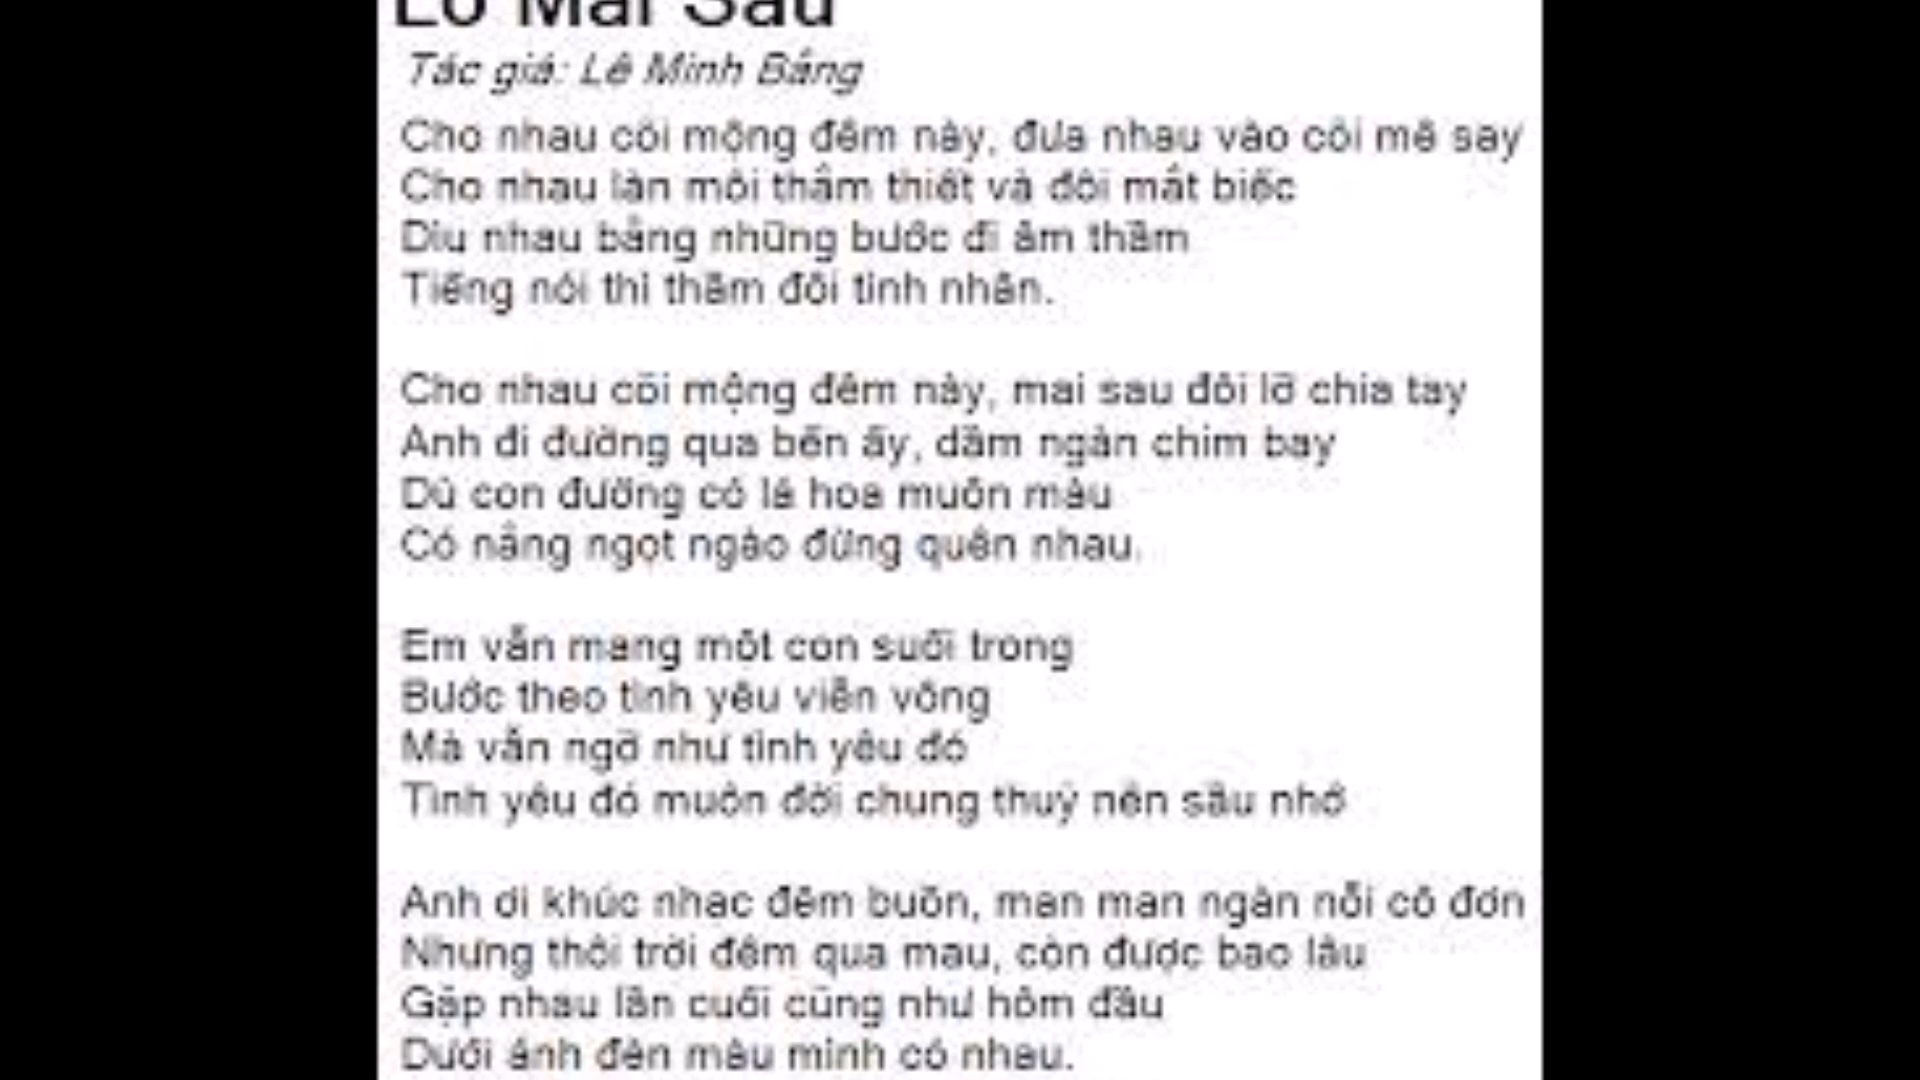 Lỡ Mai Sau
Tác giả: Lê Minh Bằng
Cho nhau cõi mộng đêm này, đưa nhau vào cõi mê say
Cho nhau làn môi thắm thiết và đôi mắt biếc
Dìu nhau bằng những bước đi âm thầm
Tiếng nói thì thầm đôi tình nhân.
Cho nhau cõi mộng đêm này, mai sau đôi lỡ chia tay
Anh đi đường qua bến ấy, dặm ngàn chim bay
Dù con đường có lá hoa muôn màu
Có nắng ngọt ngào đừng quên nhau.
Em vẫn mang một con suối trong
Bước theo tình yêu viễn vông
Mà vẫn ngỡ như tình yêu đó
Tình yêu đó muôn đời chung thuỷ nên sầu nhớ
Anh ơi khúc nhạc đêm buồn, man man ngàn nỗi cô đơn
Nhưng thôi trời đêm qua mau, còn được bao lâu
Gặp nhau lần cuối cũng như hôm đầu
Dưới ánh đèn màu mình có nhau.